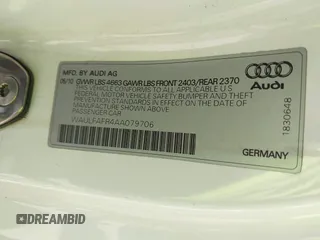 MFD. BY AUDI AG
09/10 GVWR LBS 4663 GAWR LBS FRONT 2403/REAR 2370
THIS VEHICLE CONFORMS TO ALL APPLICABLE
FEDERAL MOTOR VEHICLE SAFETY BUMPER AND THEFT
PREVENTION STANDARDS IN EFFECT ON THE DATE OF
MANUFACTURE SHOWN ABOVE.
PASSENGER CAR
WAULFAFR4AA079706
Audi
1830648
GERMANY
DREAMBID